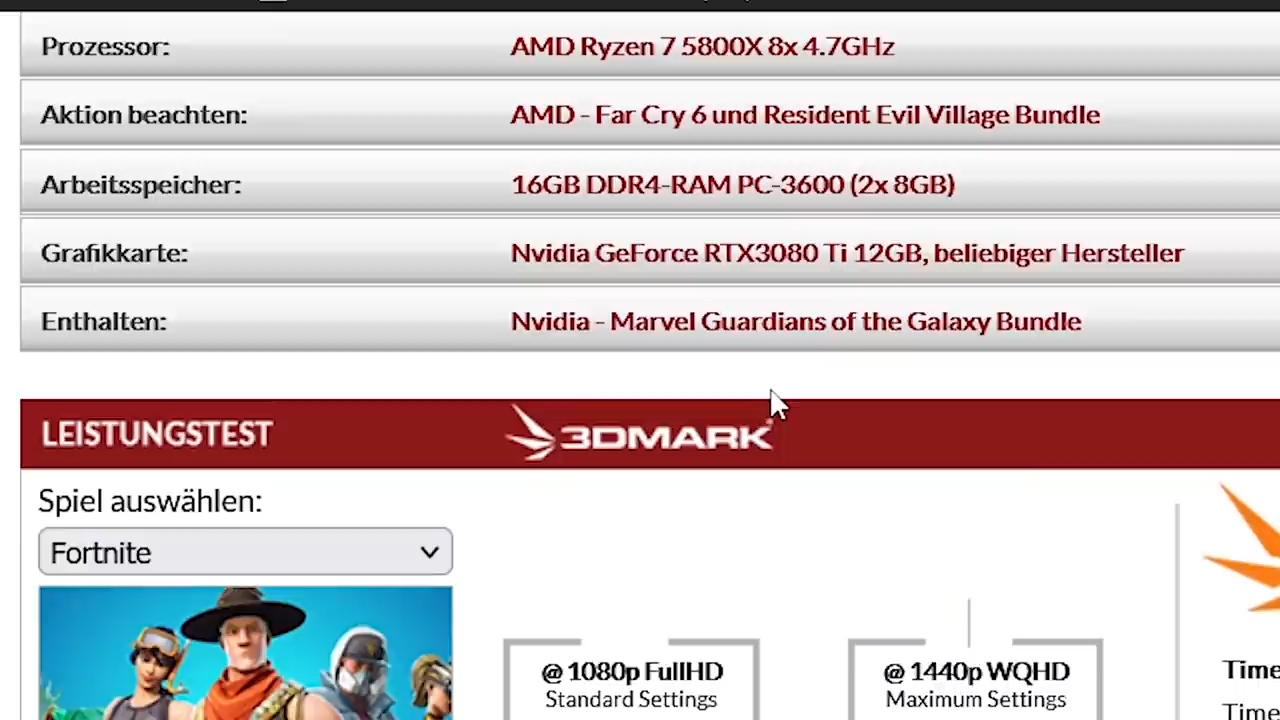 Prozessor: AMD Ryzen 7 5800X 8x 4.7GHz
Aktion beachten: AMD - Far Cry 6 und Resident Evil Village Bundle
Arbeitsspeicher: 16GB DDR4-RAM PC-3600 (2x 8GB)
Grafikkarte: Nvidia GeForce RTX3080 Ti 12GB, beliebiger Hersteller
Enthalten: Nvidia - Marvel Guardians of the Galaxy Bundle
LEISTUNGSTEST 3DMARK
Spiel auswählen:
Fortnite
@ 1080p FullHD @ 1440p WQHD Time
Standard Settings Maximum Settings Time